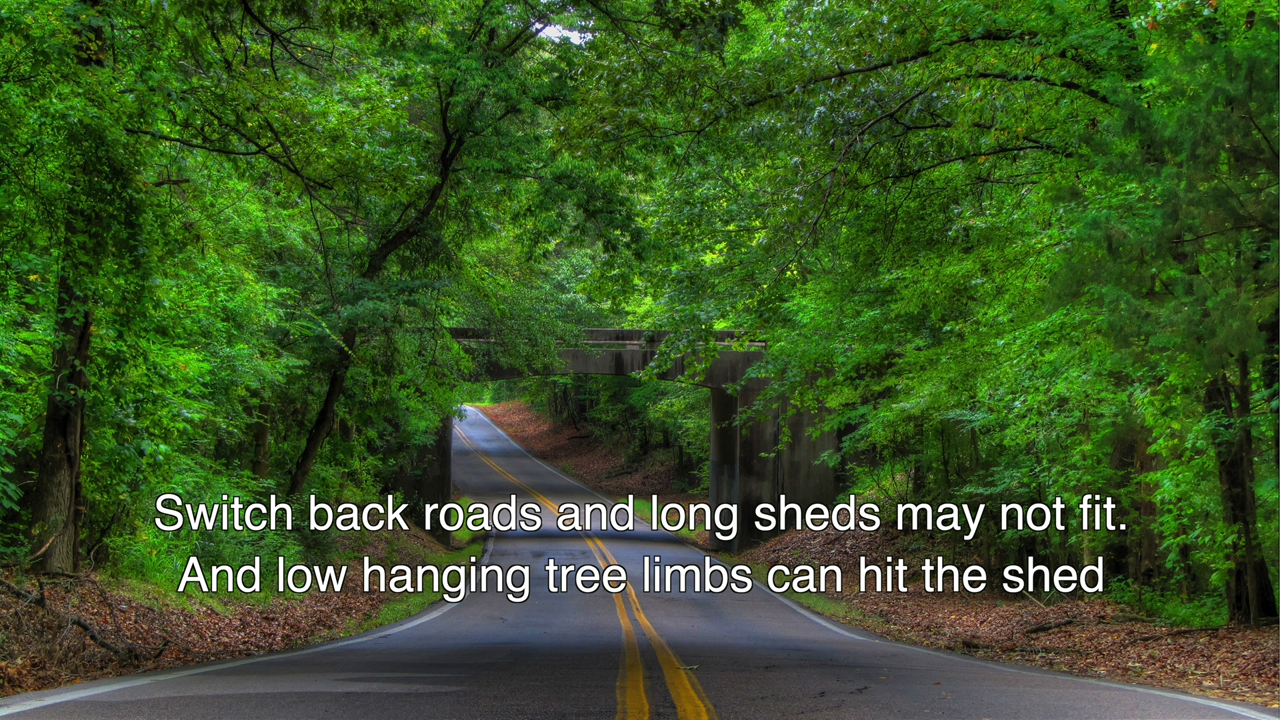 Switch back roads and long sheds may not fit.
And low hanging tree limbs can hit the shed